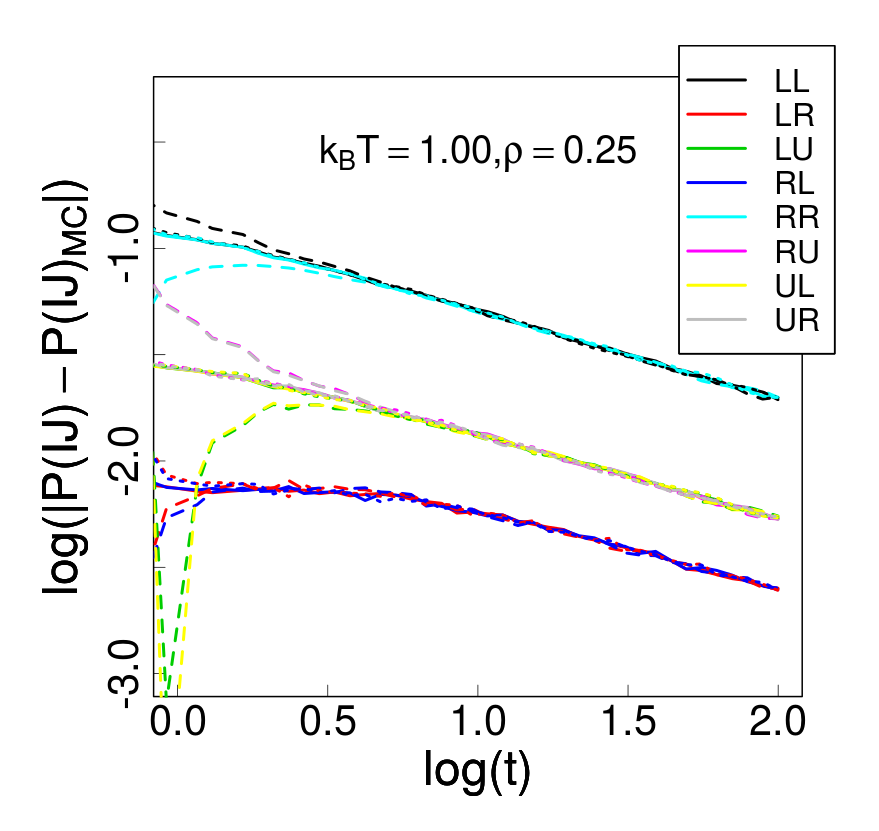 LL
LR
LU
RL
RR
RU
UL
UR
k_BT = 1.00, ρ = 0.25
log(|P(IJ) − P(IJ)_MC|)
-1.0
-2.0
-3.0
0.0 0.5 1.0 1.5 2.0
log(t)